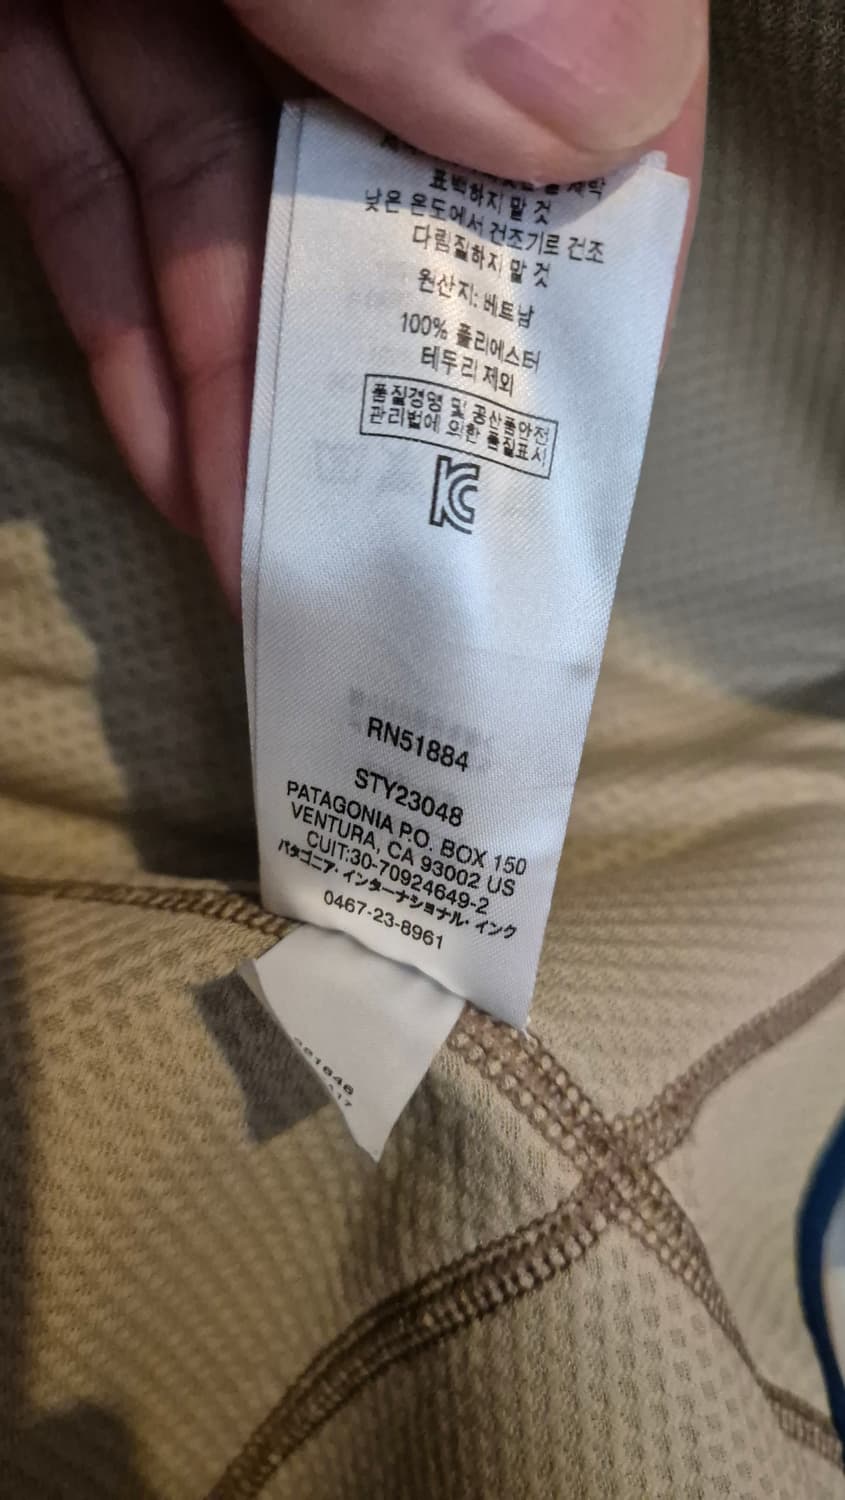 세탁
표백하지 말 것
낮은 온도에서 건조기로 건조
다림질하지 말 것
원산지: 베트남
100% 폴리에스터
테두리 제외
품질경영 및 공산품안전
관리법에 의한 품질표시
RN51884
STY23048
PATAGONIA P.O. BOX 150
VENTURA, CA 93002 US
CUIT:30-70924649-2
パタゴニア・インターナショナル・インク
0467-23-8961